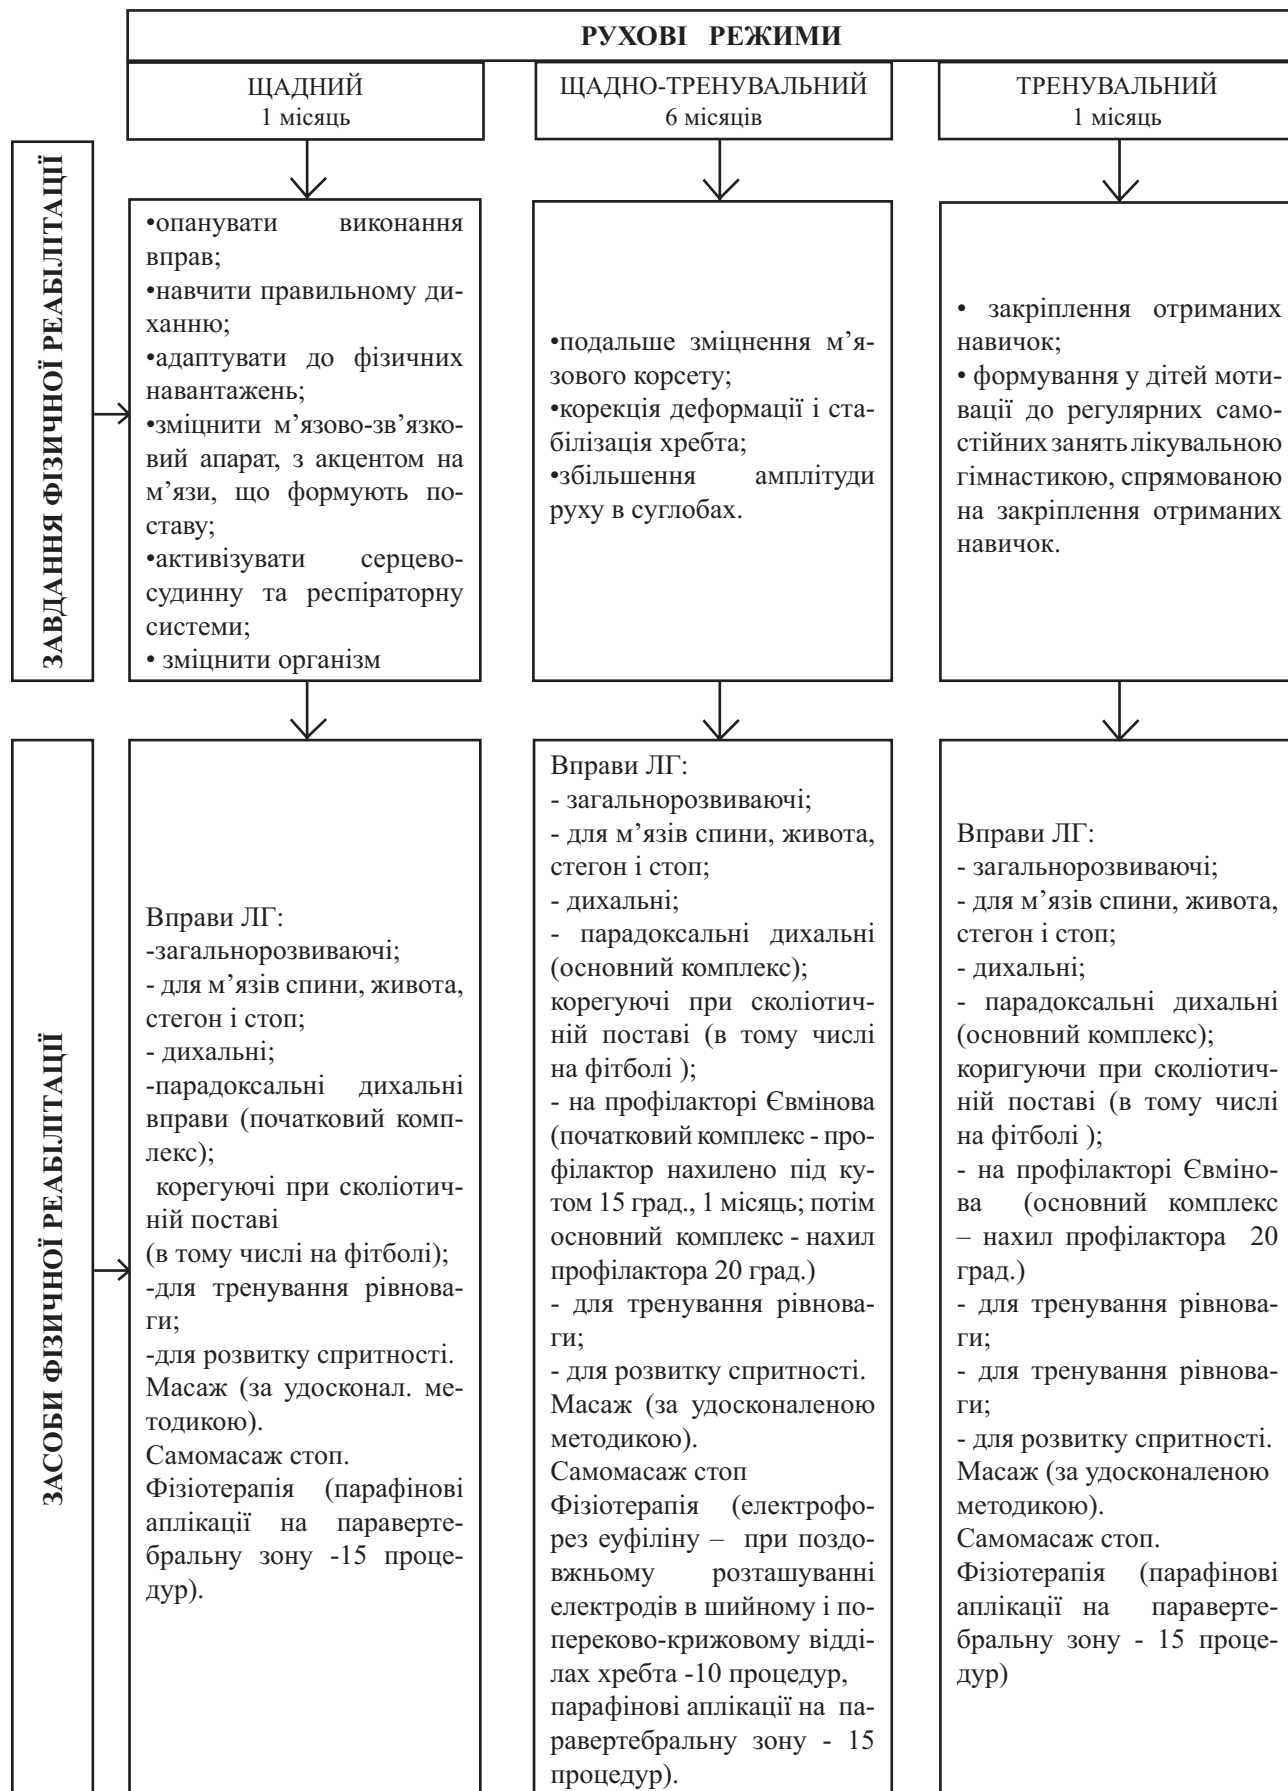 РУХОВІ РЕЖИМИ
ЩАДНИЙ
1 місяць
ЩАДНО-ТРЕНУВАЛЬНИЙ
6 місяців
ТРЕНУВАЛЬНИЙ
1 місяць
ЗАВДАННЯ ФІЗИЧНОЇ РЕАБІЛІТАЦІЇ
•опанувати виконання
вправ;
•навчити правильному ди-
ханню;
•адаптувати до фізичних
навантажень;
•зміцнити м’язово-зв’язко-
вий апарат, з акцентом на
м’язи, що формують по-
ставу;
•активізувати серцево-
судинну та респіраторну
системи;
• зміцнити організм
•подальше зміцнення м’я-
зового корсету;
•корекція деформації і ста-
білізація хребта;
•збільшення амплітуди
руху в суглобах.
• закріплення отриманих
навичок;
• формування у дітей моти-
вації до регулярних само-
стійних занять лікувальною
гімнастикою, спрямованою
на закріплення отриманих
навичок.
ЗАСОБИ ФІЗИЧНОЇ РЕАБІЛІТАЦІЇ
Вправи ЛГ:
-загальнорозвиваючі;
- для м’язів спини, живота,
стегон і стоп;
- дихальні;
-парадоксальні дихальні
вправи (початковий комп-
лекс);
корегуючі при сколіотич-
ній поставі
(в тому числі на фітболі);
-для тренування рівнова-
ги;
-для розвитку спритності.
Масаж (за удосконал. ме-
тодикою).
Самомасаж стоп.
Фізіотерапія (парафінові
аплікації на паравертe-
бральну зону -15 проце-
дур).
Вправи ЛГ:
- загальнорозвиваючі;
- для м’язів спини, живота,
стегон і стоп;
- дихальні;
- парадоксальні дихальні
(основний комплекс);
корегуючі при сколіотич-
ній поставі (в тому числі
на фітболі );
- на профілакторі Євмінова
(початковий комплекс - про-
філактор нахилено під ку-
том 15 град., 1 місяць; потім
основний комплекс - нахил
профілактора 20 град.)
- для тренування рівнова-
ги;
- для розвитку спритності.
Масаж (за удосконаленою
методикою).
Самомасаж стоп
Фізіотерапія (електрофо-
рез еуфіліну – при поздо-
вжньому розташуванні
електродів в шийному і по-
переково-крижовому відді-
лах хребта -10 процедур,
парафінові аплікації на па-
равертебральну зону - 15
процедур).
Вправи ЛГ:
- загальнорозвиваючі;
- для м’язів спини, живота,
стегон і стоп;
- дихальні;
- парадоксальні дихальні
(основний комплекс);
коригуючи при сколіотич-
ній поставі (в тому числі
на фітболі );
- на профілакторі Євміно-
ва (основний комплекс
– нахил профілактора 20
град.)
- для тренування рівнова-
ги;
- для тренування рівнова-
ги;
- для розвитку спритності.
Масаж (за удосконаленою
методикою).
Самомасаж стоп.
Фізіотерапія (парафінові
аплікації на паравертe-
бральну зону - 15 проце-
дур)